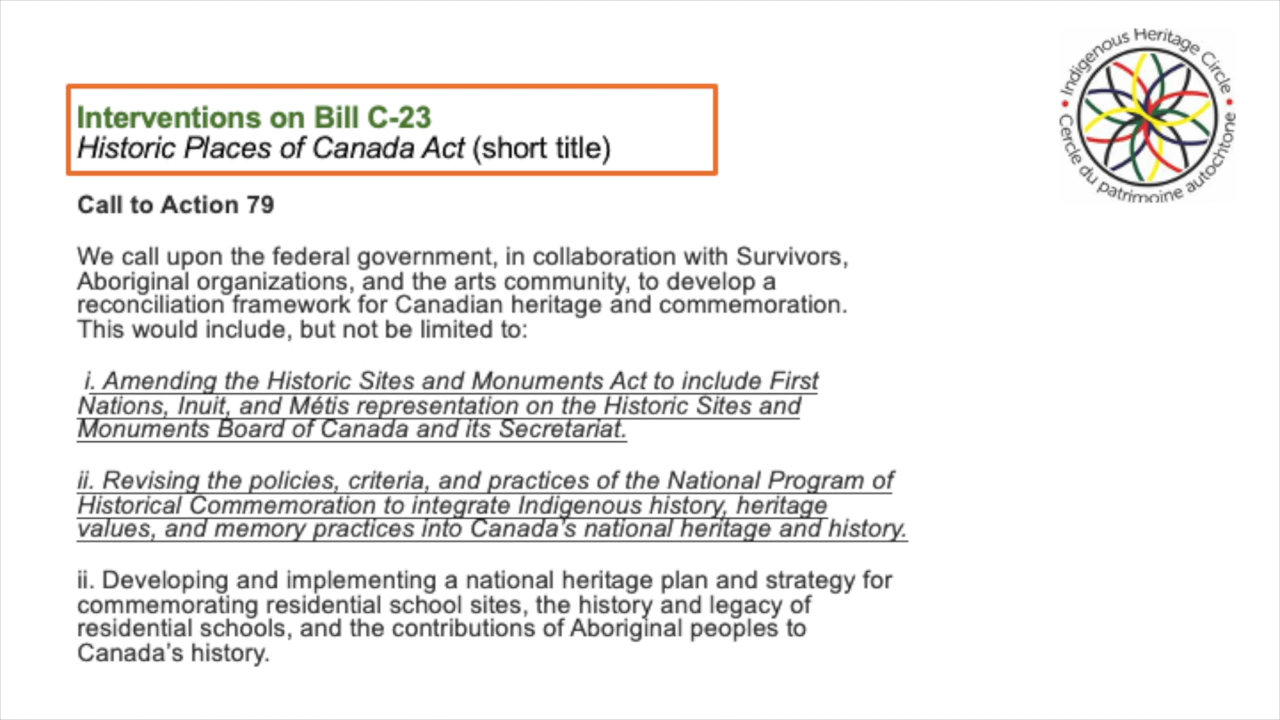 Interventions on Bill C-23
Historic Places of Canada Act (short title)
Call to Action 79
We call upon the federal government, in collaboration with Survivors,
Aboriginal organizations, and the arts community, to develop a
reconciliation framework for Canadian heritage and commemoration.
This would include, but not be limited to:
i. Amending the Historic Sites and Monuments Act to include First
Nations, Inuit, and Métis representation on the Historic Sites and
Monuments Board of Canada and its Secretariat.
ii. Revising the policies, criteria, and practices of the National Program of
Historical Commemoration to integrate Indigenous history, heritage
values, and memory practices into Canada's national heritage and history.
ii. Developing and implementing a national heritage plan and strategy for
commemorating residential school sites, the history and legacy of
residential schools, and the contributions of Aboriginal peoples to
Canada's history.
• Indigenous Heritage Circle •
Cercle du patrimoine autochtone